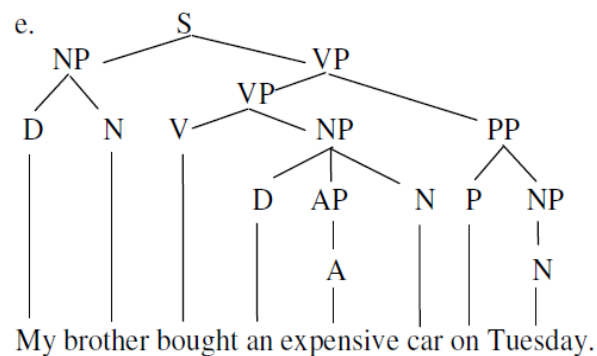 e.
S
NP VP
VP
D N V NP PP
D AP N P NP
A N
My brother bought an expensive car on Tuesday.